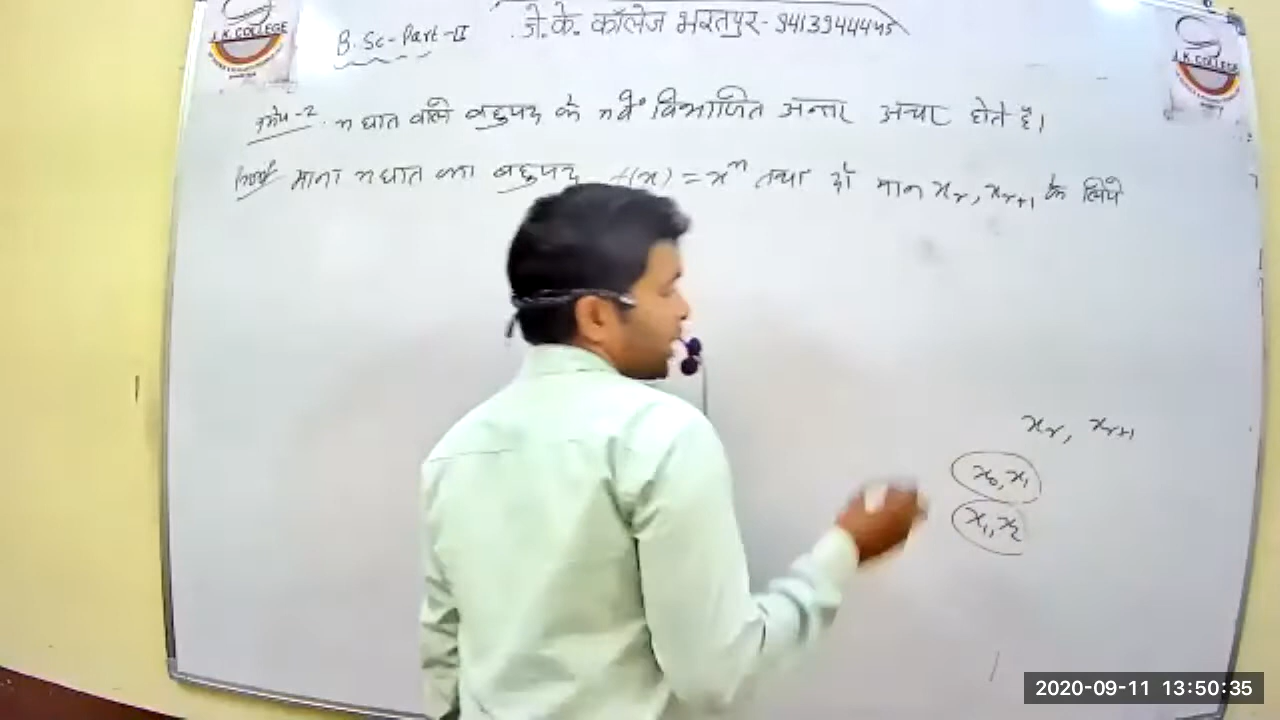 J.K. COLLEGE
B.Sc-Part-II
जे.के. कॉलेज भरतपुर-9413944445
J.K. COLLEGE
प्रमेय-2. n घात वाले बहुपद के nवें विभाजित अन्तर अचर होते हैं।
Proof माना n घात का बहुपद f(x) = xⁿ तथा दो मान xᵣ, xᵣ₊₁ के लिये
xᵣ, xᵣ₊₁
x₀, x₁
x₁, x₂
2020-09-11 13:50:35